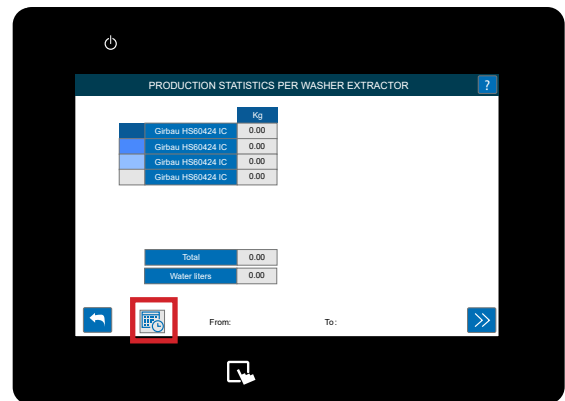 PRODUCTION STATISTICS PER WASHER EXTRACTOR ?
Kg
Girbau HS60424 IC 0.00
Girbau HS60424 IC 0.00
Girbau HS60424 IC 0.00
Girbau HS60424 IC 0.00
Total 0.00
Water liters 0.00
From: To: